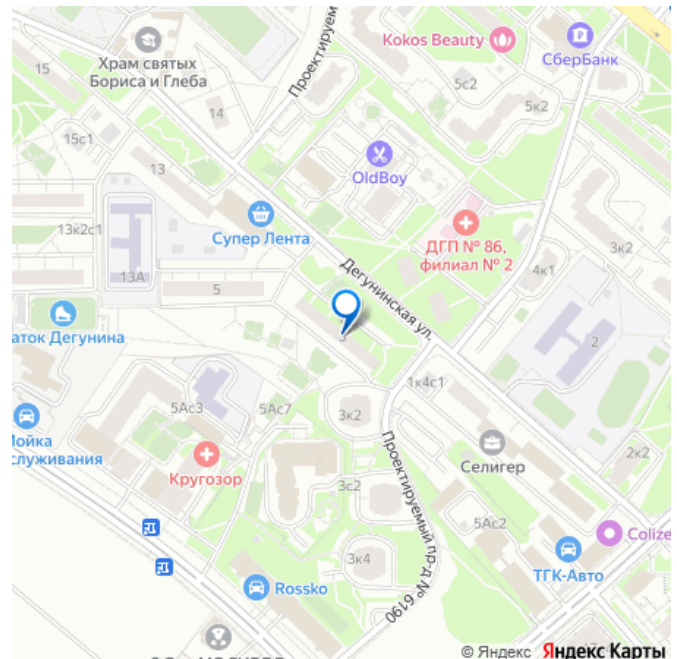 Kokos Beauty
СберБанк
Храм святых
Бориса и Глеба
Проектируем
15
14
5с2
5к2
15с1
13
OldBoy
Супер Лента
ДГП № 86,
филиал № 2
13к2с1
13А
5
Дегунинская ул.
4к1
3к2
2
аток Дегунина
3
1к4с1
5Ас3
5Ас7
3к2
Мойка
служивания
Кругозор
Проектируемый пр-д № 6190
Селигер
2к2
3с2
5Ас2
Colize
3к4
ТГК-Авто
Rossko
© Яндекс Яндекс Карты